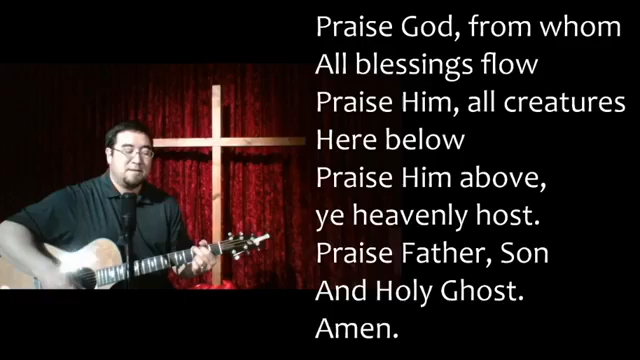 Praise God, from whom
All blessings flow
Praise Him, all creatures
Here below
Praise Him above,
ye heavenly host.
Praise Father, Son
And Holy Ghost.
Amen.